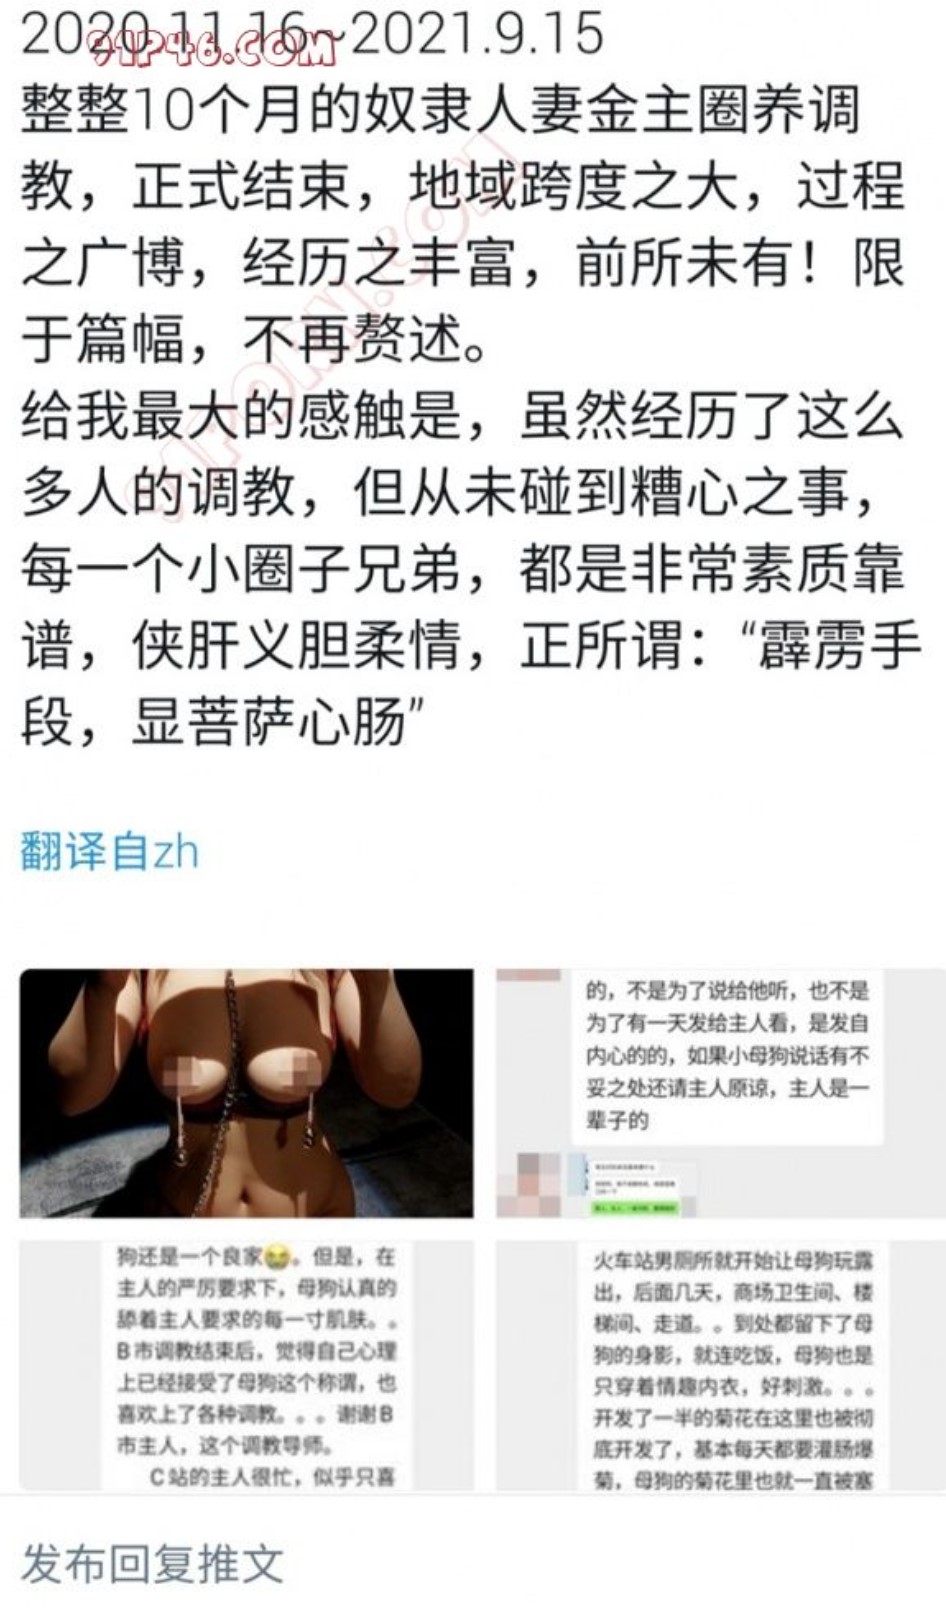 2020.11.16~2021.9.15
91P46.COM
整整10个月的奴隶人妻金主圈养调
教，正式结束，地域跨度之大，过程
之广博，经历之丰富，前所未有！限
于篇幅，不再赘述。
给我最大的感触是，虽然经历了这么
多人的调教，但从未碰到糟心之事，
每一个小圈子兄弟，都是非常素质靠
谱，侠肝义胆柔情，正所谓：“霹雳手
段，显菩萨心肠”
91PORN.COM
翻译自zh
的，不是为了说给他听，也不是
为了有一天发给主人看，是发自
内心的的，如果小母狗说话有不
妥之处还请主人原谅，主人是一
辈子的
狗还是一个良家😭。但是，在
主人的严厉要求下，母狗认真的
舔着主人要求的每一寸肌肤。。
B市调教结束后，觉得自己心理
上已经接受了母狗这个称谓，也
喜欢上了各种调教。。。谢谢B
市主人，这个调教导师。
C站的主人很忙，似乎只喜
火车站男厕所就开始让母狗玩露
出，后面几天，商场卫生间、楼
梯间、走道。。到处都留下了母
狗的身影，就连吃饭，母狗也是
只穿着情趣内衣，好刺激。。。
开发了一半的菊花在这里也被彻
底开发了，基本每天都要灌肠爆
菊，母狗的菊花里也就一直被塞
发布回复推文